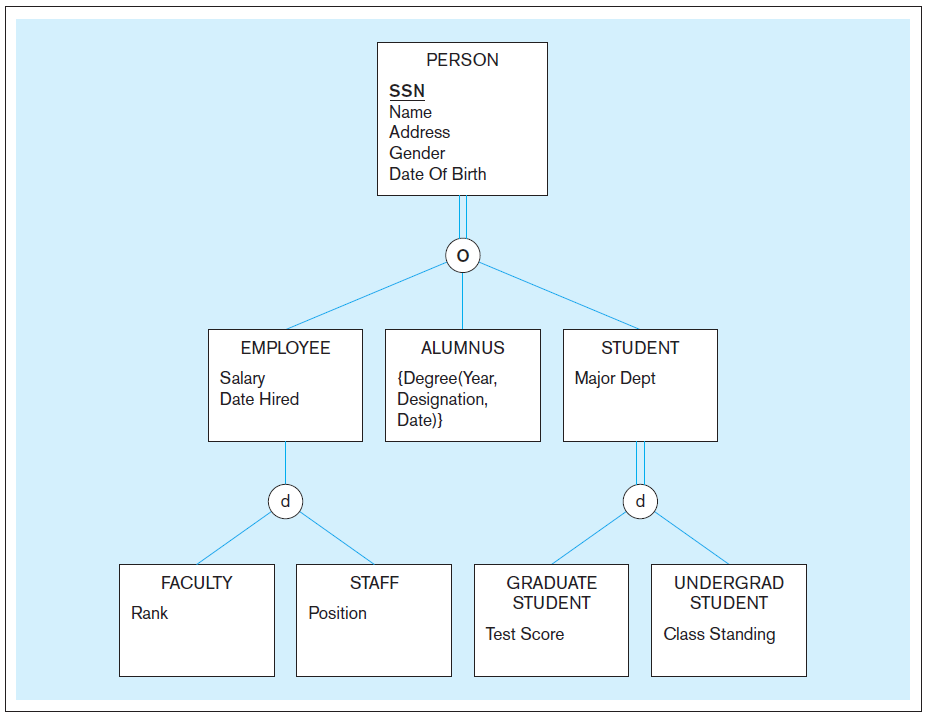 PERSON
SSN
Name
Address
Gender
Date Of Birth
O
EMPLOYEE
Salary
Date Hired
ALUMNUS
{Degree(Year,
Designation,
Date)}
STUDENT
Major Dept
d
d
FACULTY
Rank
STAFF
Position
GRADUATE
STUDENT
Test Score
UNDERGRAD
STUDENT
Class Standing